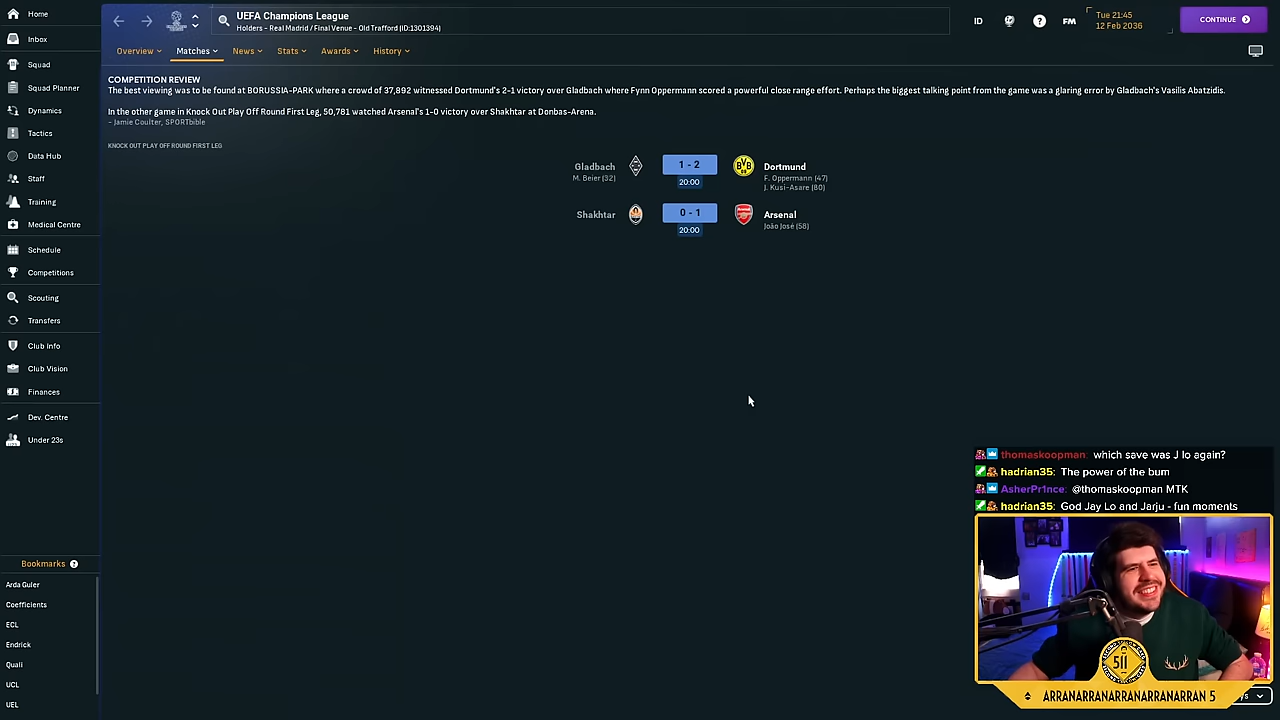 Home
Inbox
Squad
Squad Planner
Dynamics
Tactics
Data Hub
Staff
Training
Medical Centre
Schedule
Competitions
Scouting
Transfers
Club Info
Club Vision
Finances
Dev. Centre
Under 23s
Bookmarks ?
Arda Guler
Coefficients
ECL
Endrick
Quali
UCL
UEL
UEFA Champions League
Holders - Real Madrid / Final Venue - Old Trafford (ID:1301394)
ID
?
FM
Tue 21:45
12 Feb 2036
CONTINUE
Overview
Matches
News
Stats
Awards
History
COMPETITION REVIEW
The best viewing was to be found at BORUSSIA-PARK where a crowd of 37,892 witnessed Dortmund's 2-1 victory over Gladbach where Fynn Oppermann scored a powerful close range effort. Perhaps the biggest talking point from the game was a glaring error by Gladbach's Vasilis Abatzidis.
In the other game in Knock Out Play Off Round First Leg, 50,781 watched Arsenal's 1-0 victory over Shakhtar at Donbas-Arena.
- Jamie Coulter, SPORTbible
KNOCK OUT PLAY OFF ROUND FIRST LEG
Gladbach 1 - 2 BVB 09 Dortmund
M. Beier (32) 20:00 F. Oppermann (47)
J. Kusi-Asare (80)
Shakhtar 0 - 1 Arsenal
20:00 João José (58)
thomaskoopman: which save was J lo again?
hadrian35: The power of the bum
AsherPr1nce: @thomaskoopman MTK
hadrian35: God Jay Lo and Jarju - fun moments
511
ARRANARRANARRANARRANARRAN 5